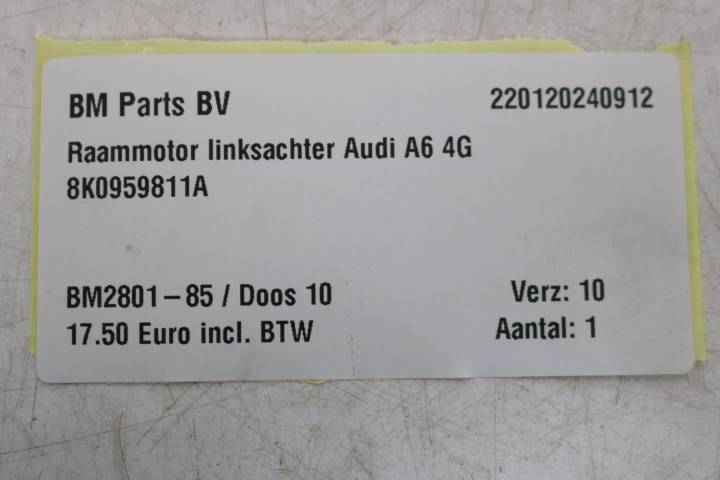 BM Parts BV 220120240912
Raammotor linksachter Audi A6 4G
8K0959811A
BM2801-85 / Doos 10 Verz: 10
17.50 Euro incl. BTW Aantal: 1